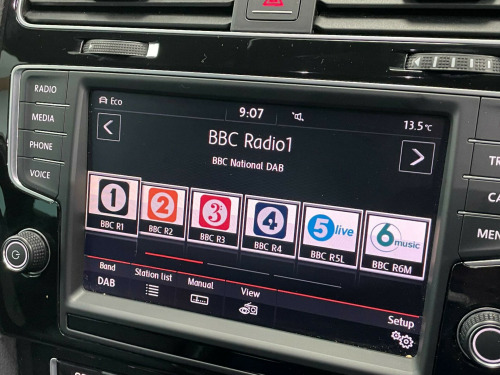 RADIO
MEDIA
PHONE
VOICE
Eco
9:07
13.5°C
BBC Radio1
BBC National DAB
1
2
3
4
5 live
6 music
BBC R1
BBC R2
BBC R3
BBC R4
BBC R5L
BBC R6M
Band
DAB
Station list
Manual
View
Setup